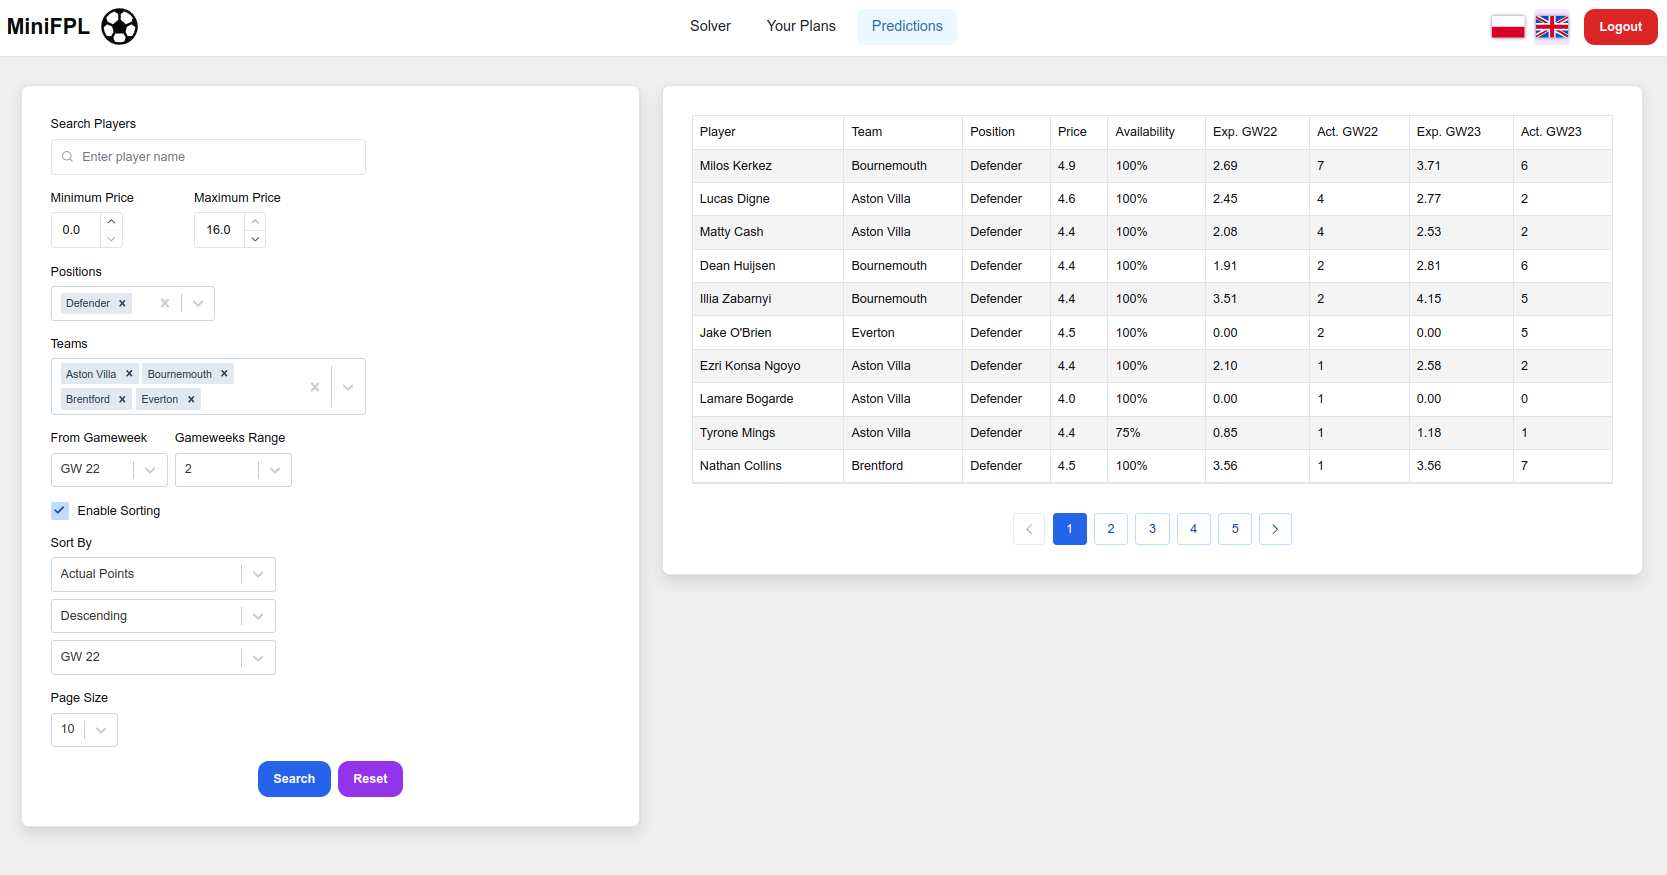 MiniFPL
Solver Your Plans Predictions
Logout
Search Players
Enter player name
Minimum Price Maximum Price
0.0 16.0
Positions
Defender
Teams
Aston Villa Bournemouth
Brentford Everton
From Gameweek Gameweeks Range
GW 22 2
Enable Sorting
Sort By
Actual Points
Descending
GW 22
Page Size
10
Search Reset
Player Team Position Price Availability Exp. GW22 Act. GW22 Exp. GW23 Act. GW23
Milos Kerkez Bournemouth Defender 4.9 100% 2.69 7 3.71 6
Lucas Digne Aston Villa Defender 4.6 100% 2.45 4 2.77 2
Matty Cash Aston Villa Defender 4.4 100% 2.08 4 2.53 2
Dean Huijsen Bournemouth Defender 4.4 100% 1.91 2 2.81 6
Illia Zabarnyi Bournemouth Defender 4.4 100% 3.51 2 4.15 5
Jake O'Brien Everton Defender 4.5 100% 0.00 2 0.00 5
Ezri Konsa Ngoyo Aston Villa Defender 4.4 100% 2.10 1 2.58 2
Lamare Bogarde Aston Villa Defender 4.0 100% 0.00 1 0.00 0
Tyrone Mings Aston Villa Defender 4.4 75% 0.85 1 1.18 1
Nathan Collins Brentford Defender 4.5 100% 3.56 1 3.56 7
1 2 3 4 5